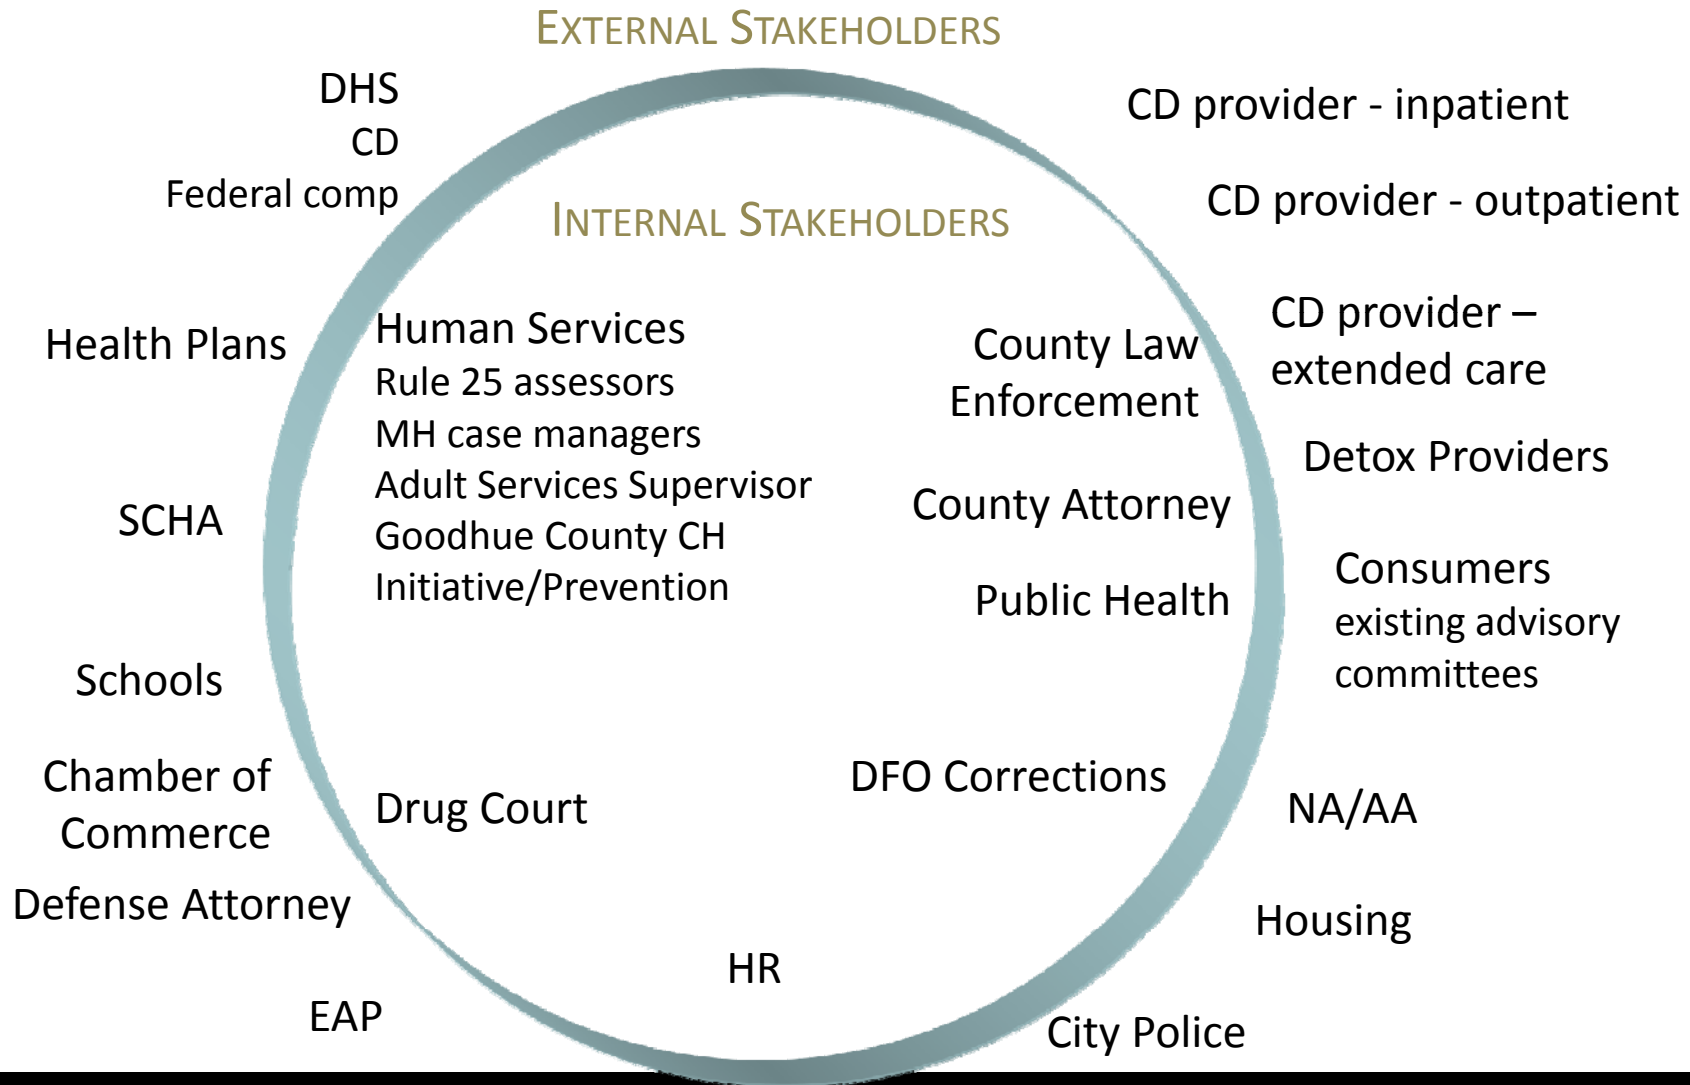 EXTERNAL STAKEHOLDERS
DHS
CD
Federal comp
Health Plans
SCHA
Schools
Chamber of
Commerce
Defense Attorney
EAP
INTERNAL STAKEHOLDERS
Human Services
Rule 25 assessors
MH case managers
Adult Services Supervisor
Goodhue County CH
Initiative/Prevention
Drug Court
HR
County Law
Enforcement
County Attorney
Public Health
DFO Corrections
CD provider - inpatient
CD provider - outpatient
CD provider –
extended care
Detox Providers
Consumers
existing advisory
committees
NA/AA
Housing
City Police